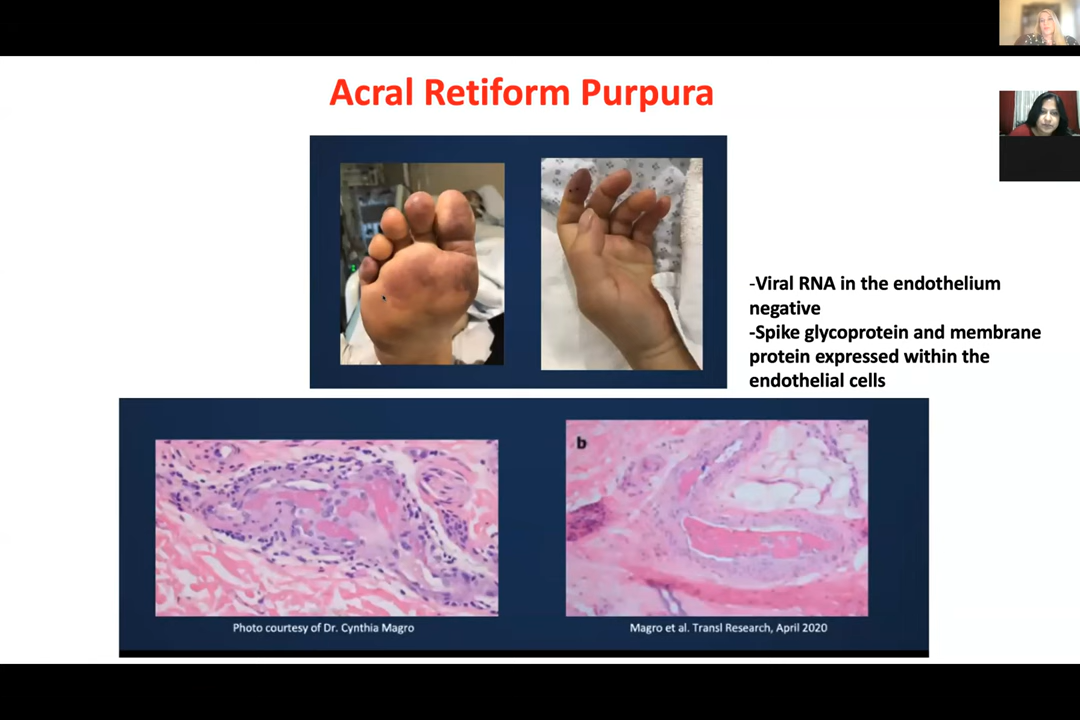 Acral Retiform Purpura
-Viral RNA in the endothelium
negative
-Spike glycoprotein and membrane
protein expressed within the
endothelial cells
b
Photo courtesy of Dr. Cynthia Magro
Magro et al. Transl Research, April 2020